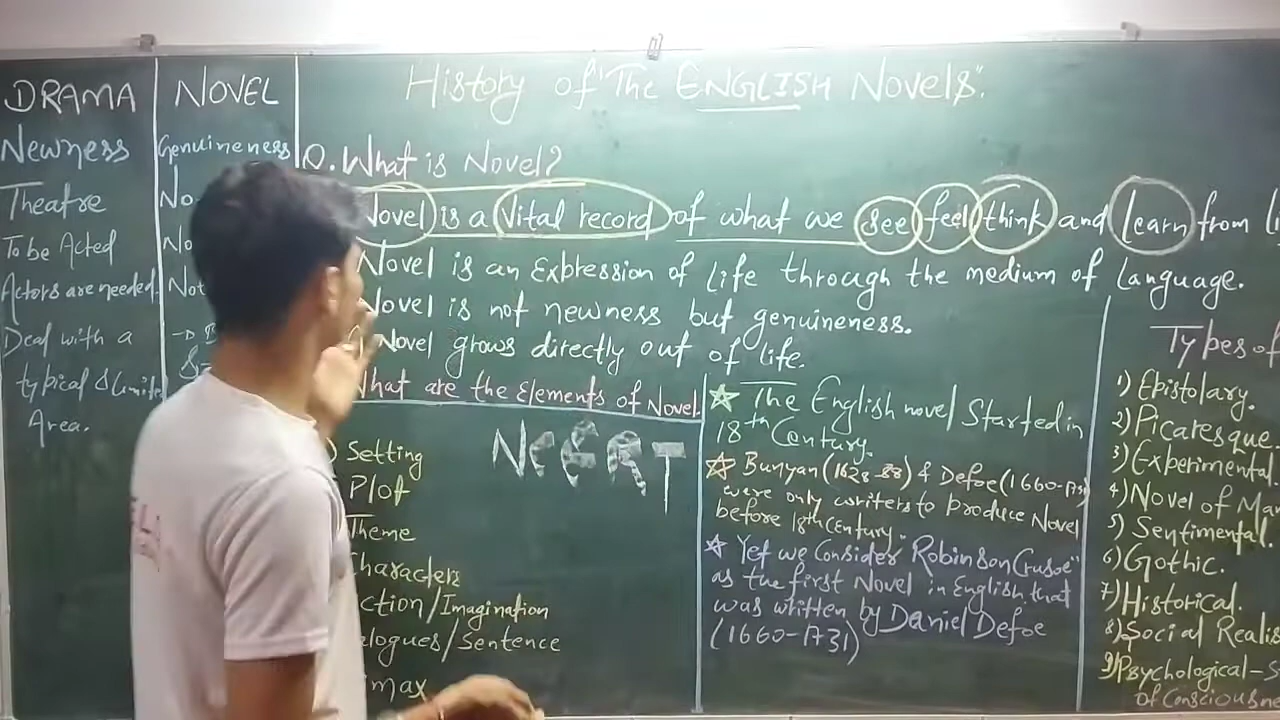 DRAMA
Newness
Theatre
To be Acted
Actors are needed.
Deal with a
typical & Limited
Area.
NOVEL
Genuineness
No
No
Not
History of "The ENGLISH Novels".
Q. What is Novel?
Novel is a Vital record of what we see feel think and learn from
Novel is an Expression of Life through the medium of Language.
Novel is not newness but genuineness.
Novel grows directly out of life.
What are the Elements of Novel.
Setting
Plot
Theme
Characters
ction/Imagination
alogues/Sentence
imax
NCERT
The English novel Started in
18th Century.
Bunyan (1628-88) & Defoe (1660-1731)
were only writers to produce Novel
before 18th Century.
Yet we Consider Robinson Crusoe"
as the first Novel in English that
was written by Daniel Defoe
(1660-1731)
Types of
1) Epistolary.
2) Picaresque
3) Experimental.
4) Novel of Man
5) Sentimental.
6) Gothic.
7) Historical.
8) Social Realis
9) Psychological-S
of Consciousne